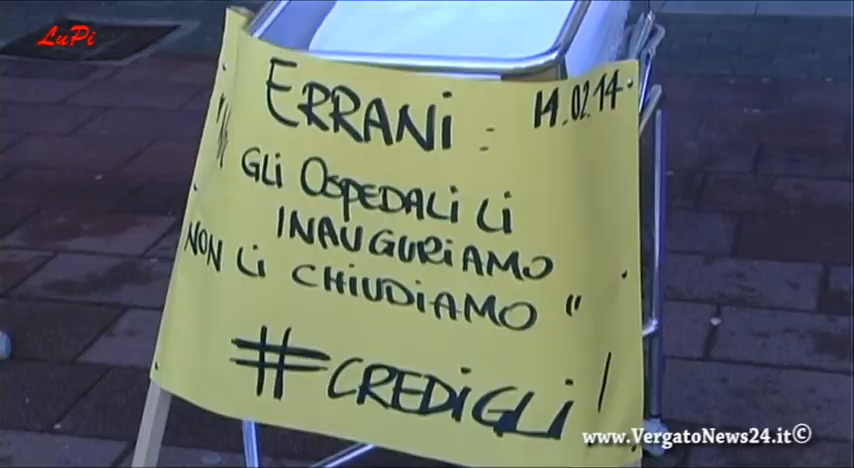 LuPi
ERRANI: 14.02.14
"GLI OSPEDALI LI
INAUGURIAMO
NON LI CHIUDIAMO"
#CREDIGLI!
www.VergatoNews24.it©